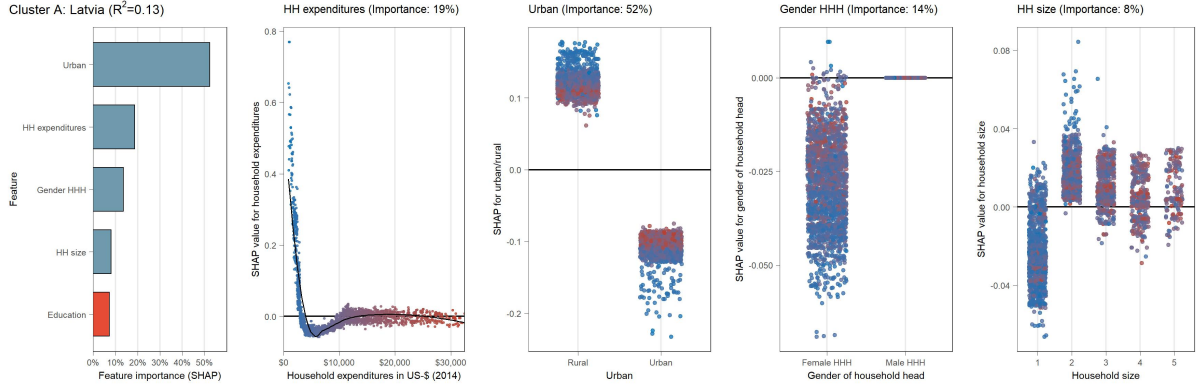 Cluster A: Latvia (R²=0.13)
Feature
Urban
HH expenditures
Gender HHH
HH size
Education
0% 10% 20% 30% 40% 50%
Feature importance (SHAP)
HH expenditures (Importance: 19%)
SHAP value for household expenditures
0.8
0.6
0.4
0.2
0.0
$0 $10,000 $20,000 $30,000
Household expenditures in US-$ (2014)
Urban (Importance: 52%)
SHAP for urban/rural
0.1
0.0
-0.1
-0.2
Rural Urban
Urban
Gender HHH (Importance: 14%)
SHAP value for gender of household head
0.000
-0.025
-0.050
Female HHH Male HHH
Gender of household head
HH size (Importance: 8%)
SHAP value for household size
0.08
0.04
0.00
-0.04
1 2 3 4 5
Household size